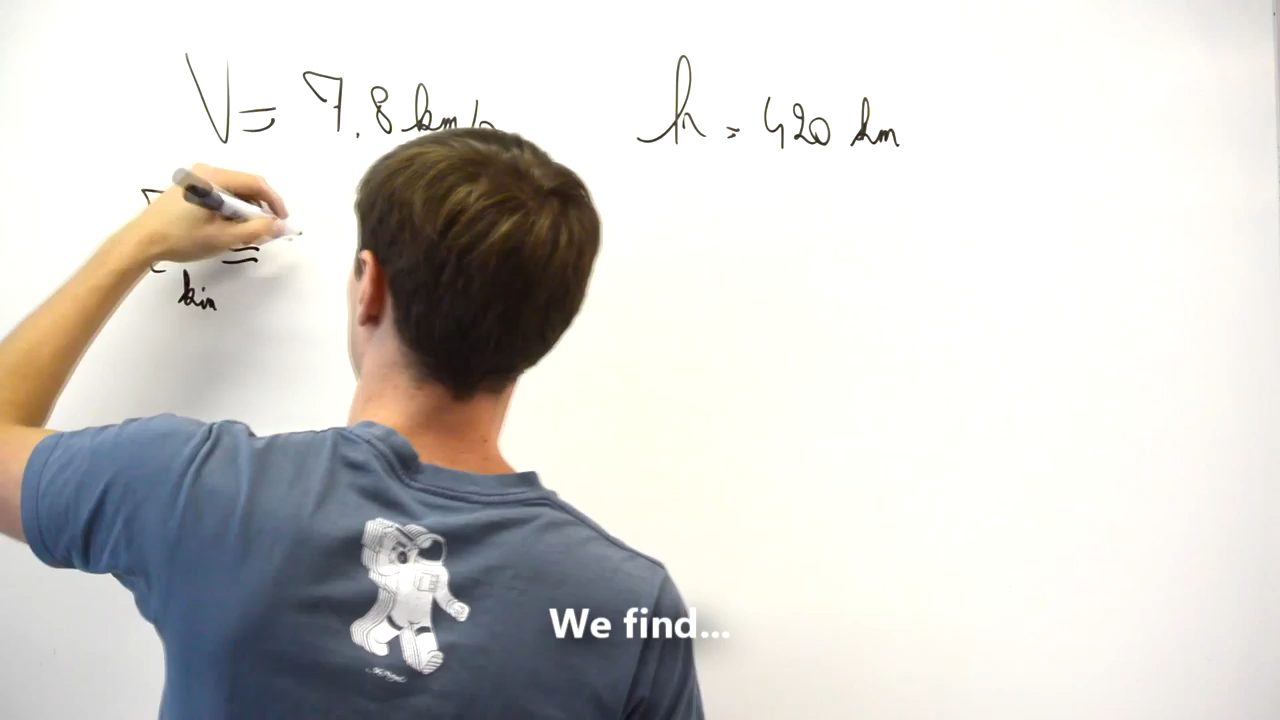 V = 7.8 km/s h = 420 km
E kin =
We find...